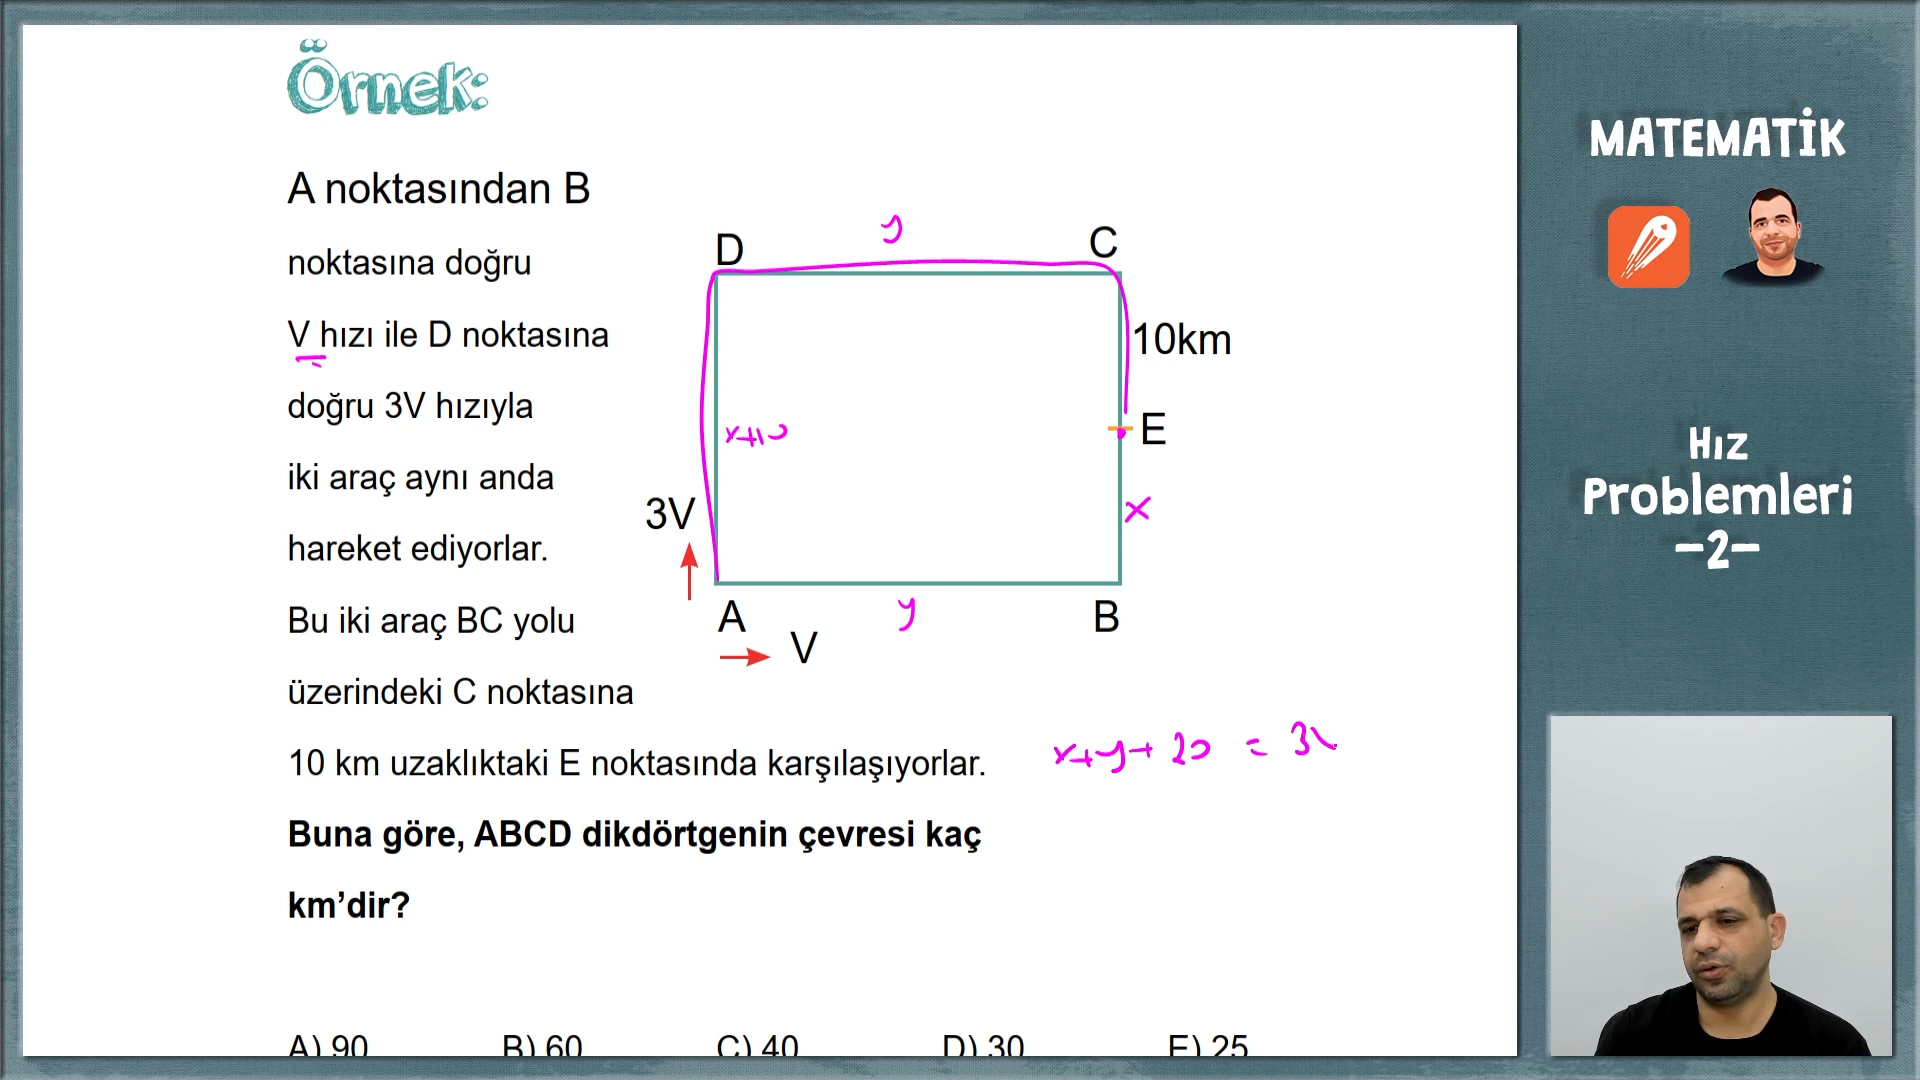 Örnek:
A noktasından B
noktasına doğru
V hızı ile D noktasına
doğru 3V hızıyla
iki araç aynı anda
hareket ediyorlar.
Bu iki araç BC yolu
üzerindeki C noktasına
10 km uzaklıktaki E noktasında karşılaşıyorlar.
Buna göre, ABCD dikdörtgenin çevresi kaç
km’dir?
A) 90 B) 60 C) 40 D) 30 E) 25
y
D C
10km
x+10 E
3V x
A y B
V
x+y+20 = 3
MATEMATİK
Hız
Problemleri
-2-